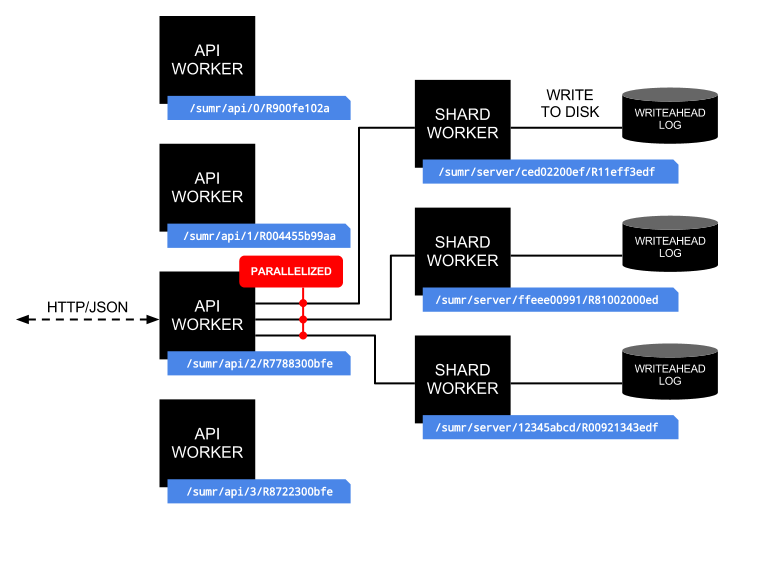 API
WORKER
/sumr/api/0/R900fe102a
SHARD
WORKER
WRITE
TO DISK
WRITEAHEAD
LOG
/sumr/server/ced02200ef/R11eff3edf
API
WORKER
/sumr/api/1/R004455b99aa
SHARD
WORKER
WRITEAHEAD
LOG
/sumr/server/ffeee00991/R81002000ed
PARALLELIZED
HTTP/JSON
API
WORKER
/sumr/api/2/R7788300bfe
SHARD
WORKER
WRITEAHEAD
LOG
/sumr/server/12345abcd/R00921343edf
API
WORKER
/sumr/api/3/R8722300bfe